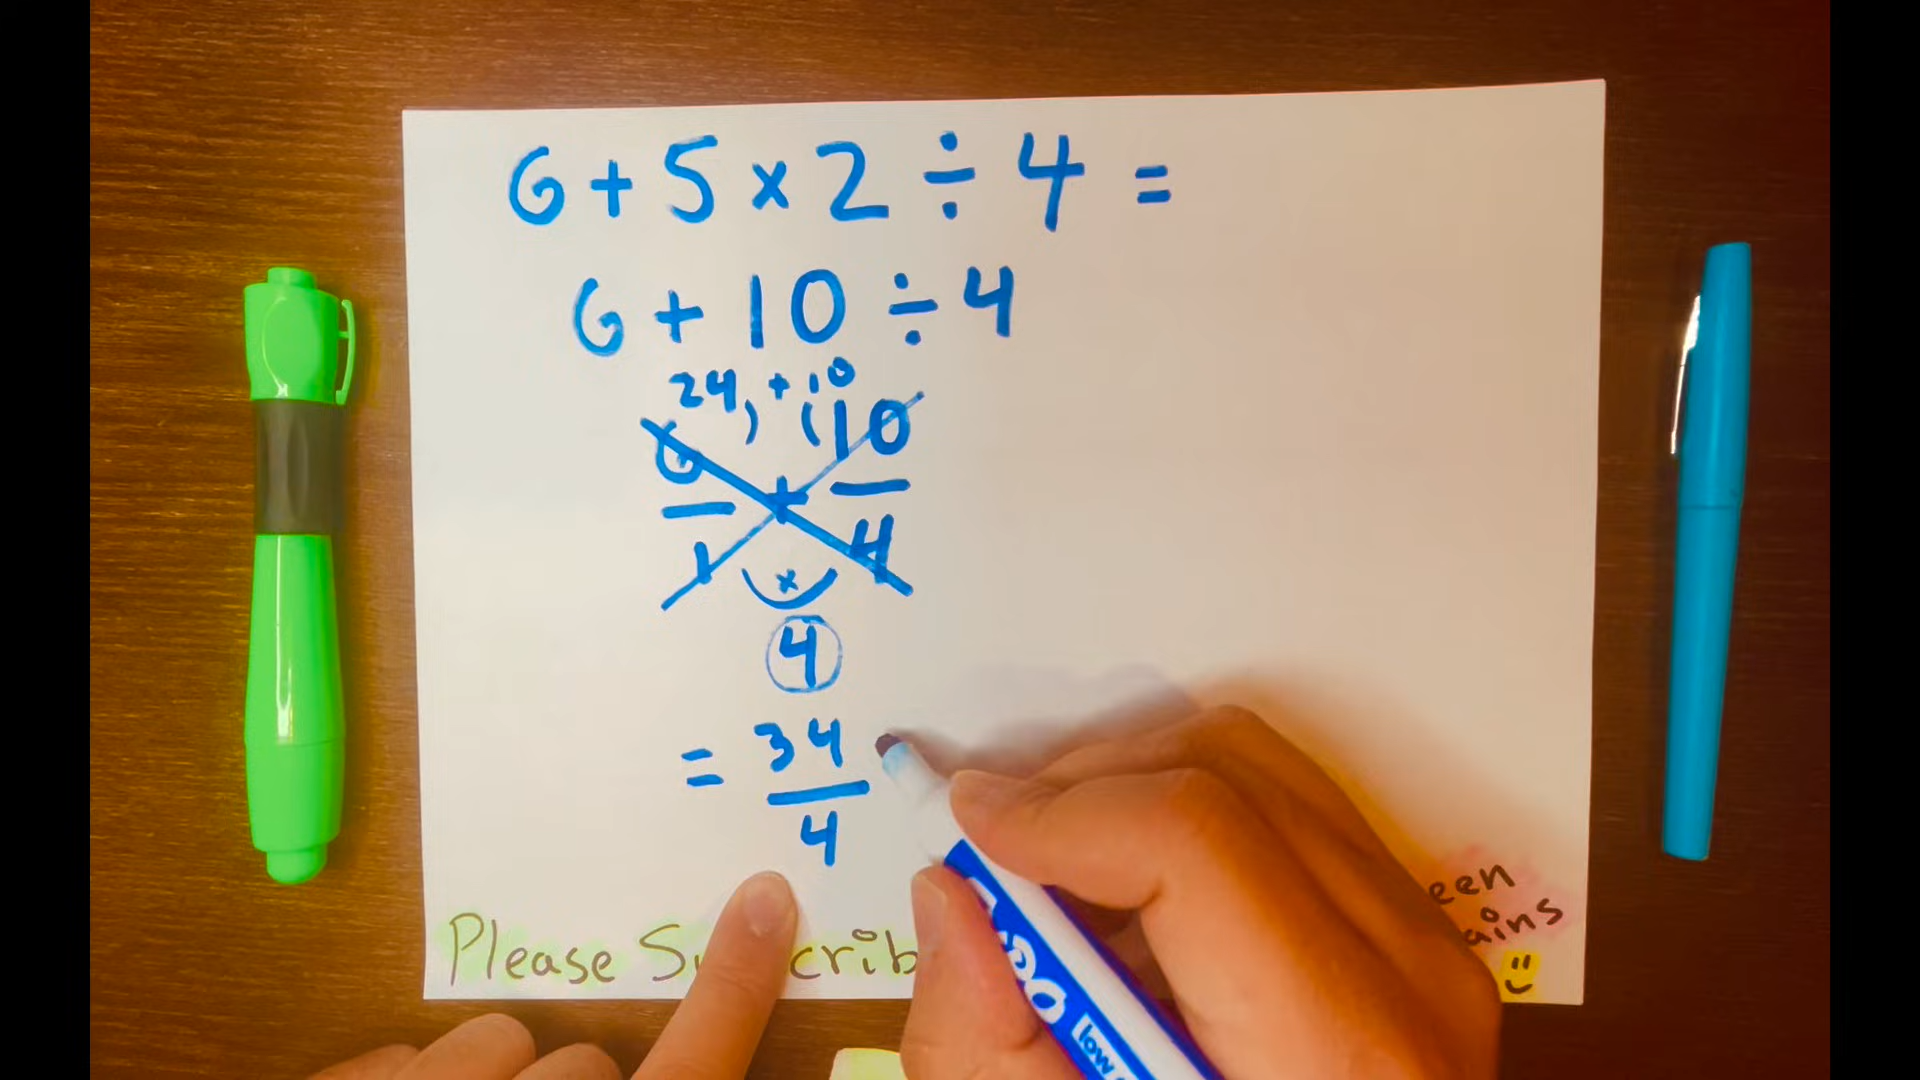 6 + 5 × 2 ÷ 4 =
6 + 10 ÷ 4
24, + 10
6 ) ( 10
+
1 4
×
4
= 34
4
Please
een
ains
low